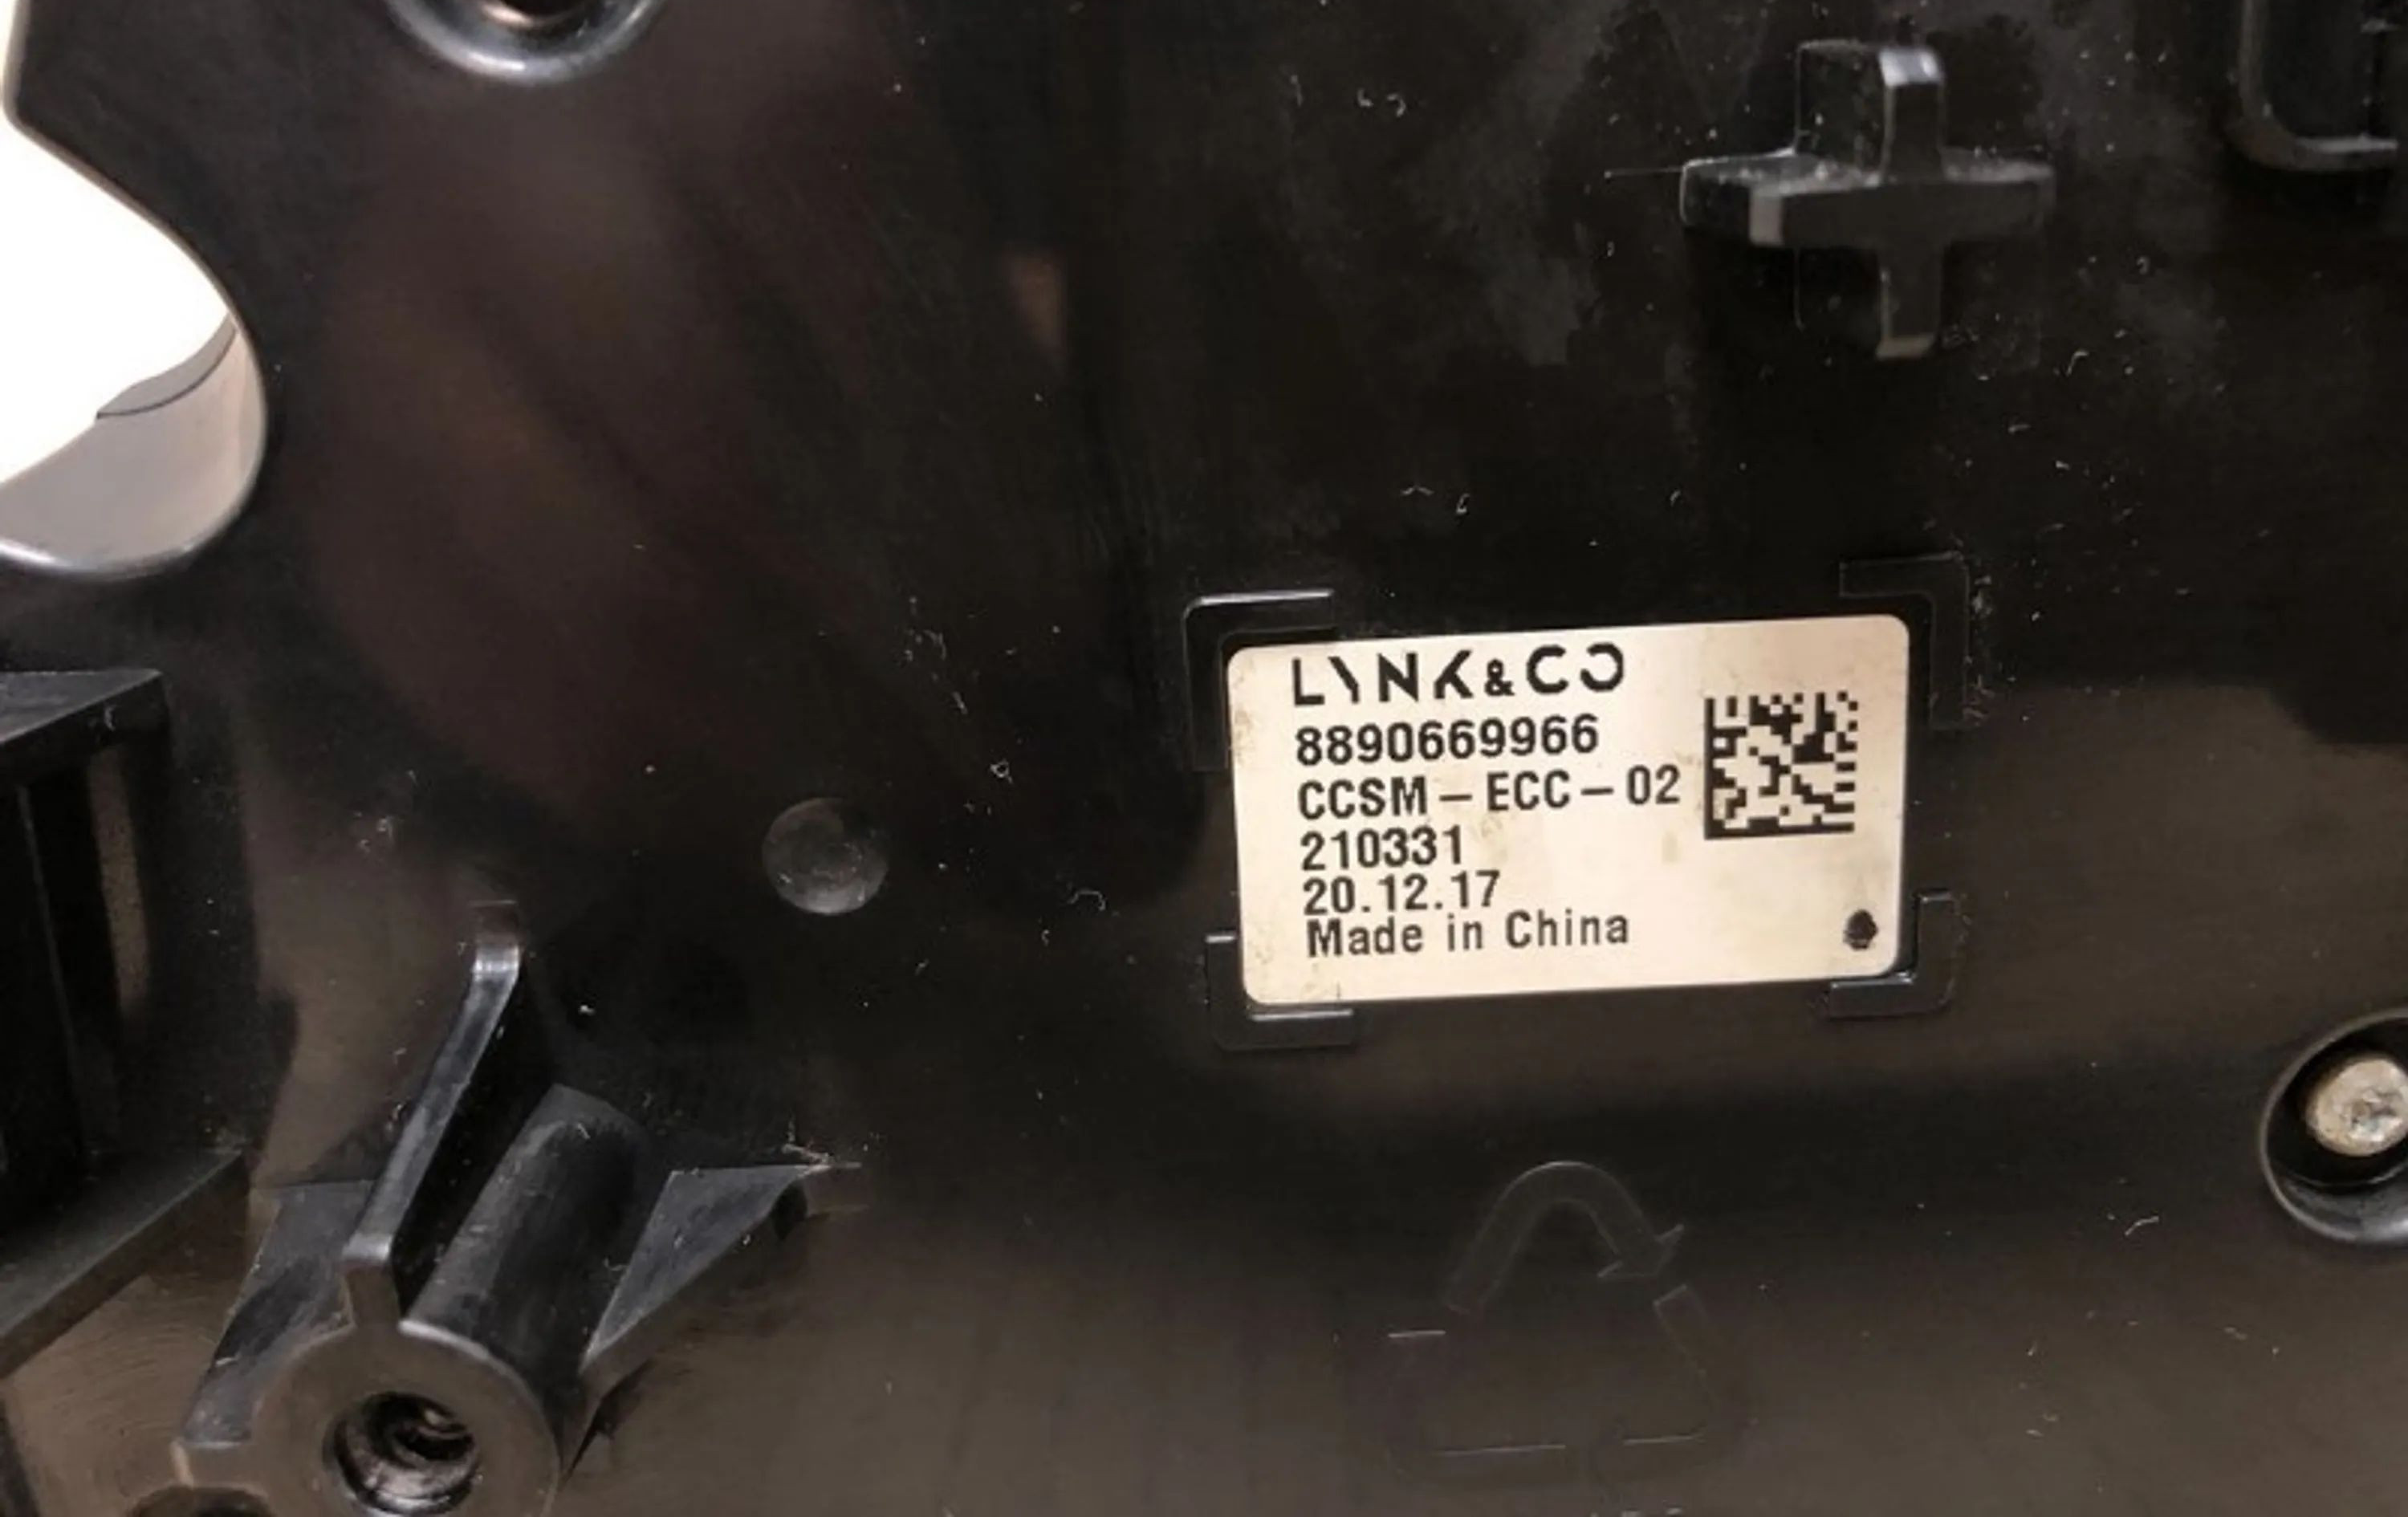 LYNK&CO
8890669966
CCSM-ECC-02
210331
20.12.17
Made in China